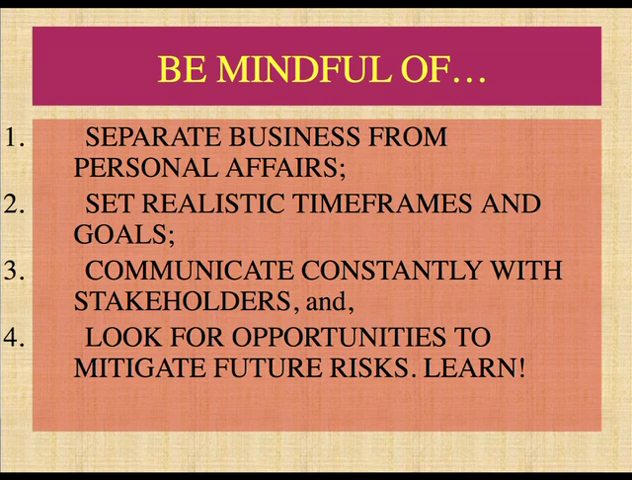 BE MINDFUL OF…
1. SEPARATE BUSINESS FROM
PERSONAL AFFAIRS;
2. SET REALISTIC TIMEFRAMES AND
GOALS;
3. COMMUNICATE CONSTANTLY WITH
STAKEHOLDERS, and,
4. LOOK FOR OPPORTUNITIES TO
MITIGATE FUTURE RISKS. LEARN!